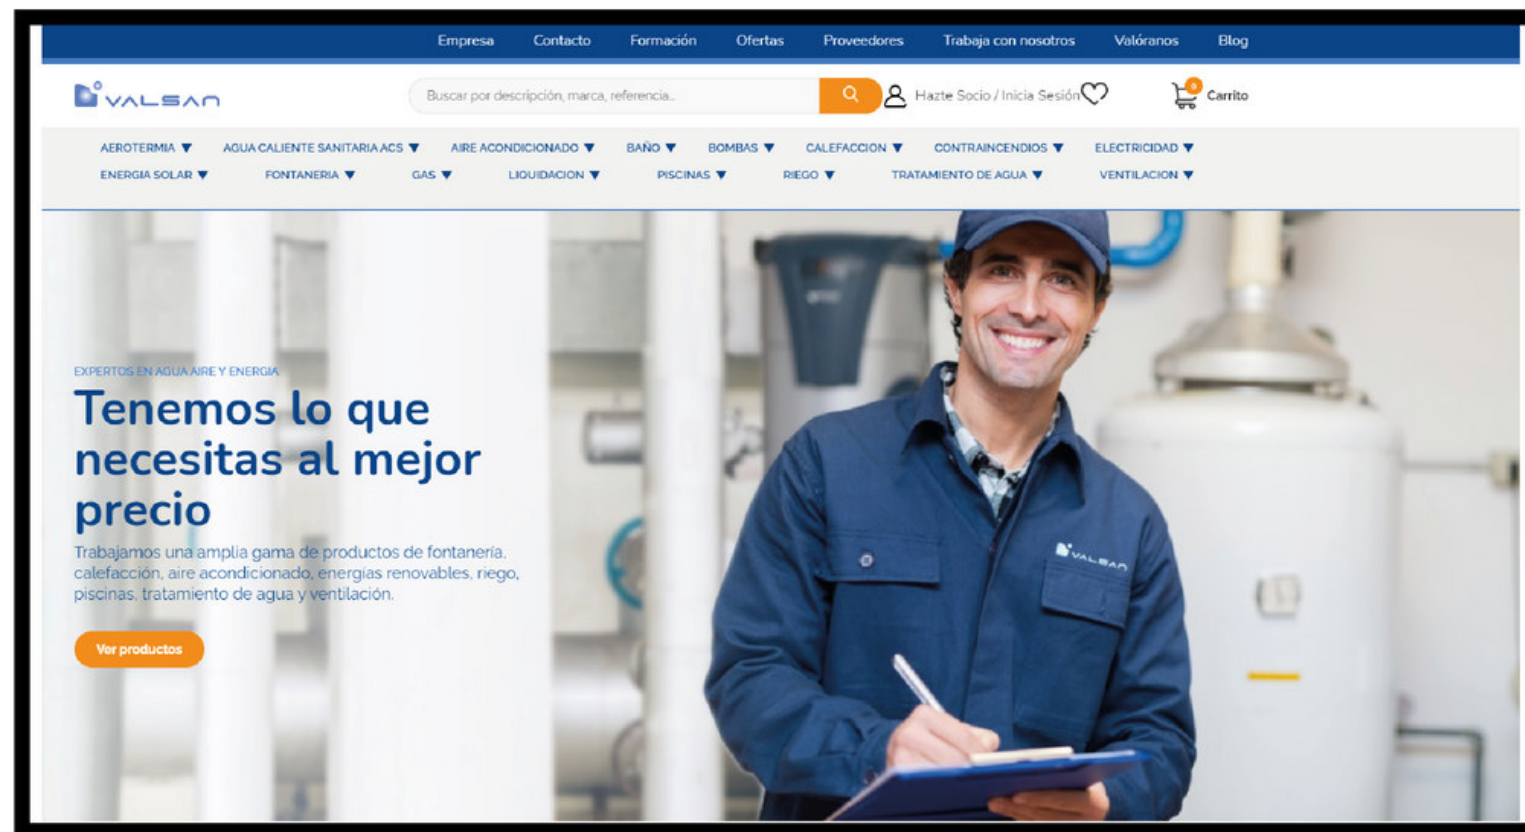 Empresa Contacto Formación Ofertas Proveedores Trabaja con nosotros Valóranos Blog
VALSAN
Buscar por descripción, marca, referencia...
Hazte Socio / Inicia Sesión
0
Carrito
AEROTERMIA ▼ AGUA CALIENTE SANITARIA ACS ▼ AIRE ACONDICIONADO ▼ BAÑO ▼ BOMBAS ▼ CALEFACCION ▼ CONTRAINCENDIOS ▼ ELECTRICIDAD ▼
ENERGIA SOLAR ▼ FONTANERIA ▼ GAS ▼ LIQUIDACION ▼ PISCINAS ▼ RIEGO ▼ TRATAMIENTO DE AGUA ▼ VENTILACION ▼
EXPERTOS EN AGUA AIRE Y ENERGIA
Tenemos lo que
necesitas al mejor
precio
Trabajamos una amplia gama de productos de fontanería,
calefacción, aire acondicionado, energías renovables, riego,
piscinas, tratamiento de agua y ventilación.
Ver productos
VALSAN